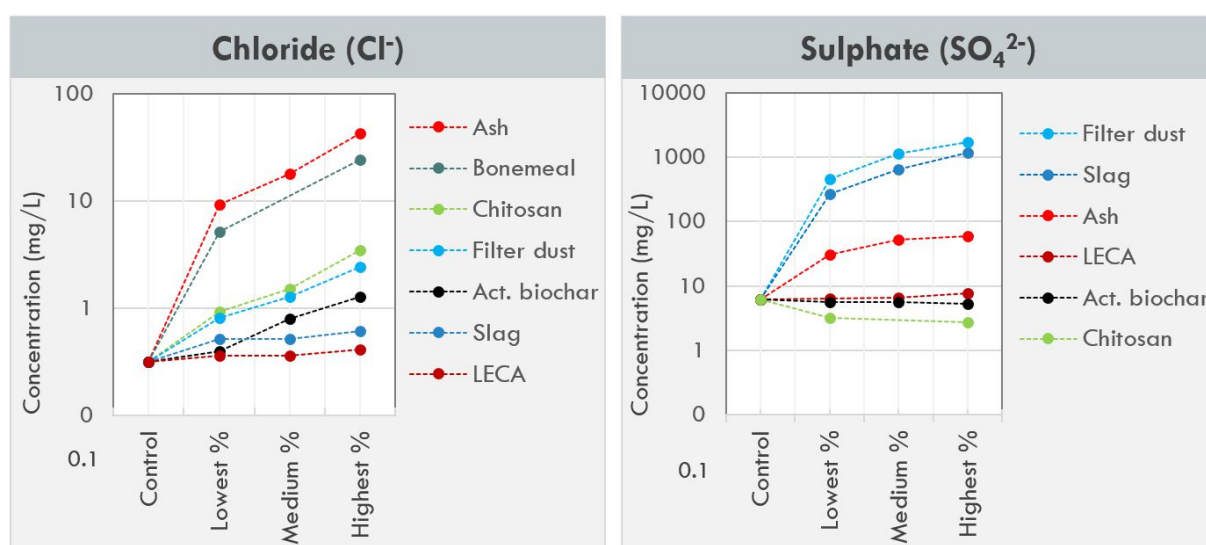 Chloride (Cl-)
Concentration (mg/L)
100
10
1
0
0.1
Control
Lowest %
Medium %
Highest %
Ash
Bonemeal
Chitosan
Filter dust
Act. biochar
Slag
LECA
Sulphate (SO₄²⁻)
Concentration (mg/L)
10000
1000
100
10
1
0
0.1
Control
Lowest %
Medium %
Highest %
Filter dust
Slag
Ash
LECA
Act. biochar
Chitosan